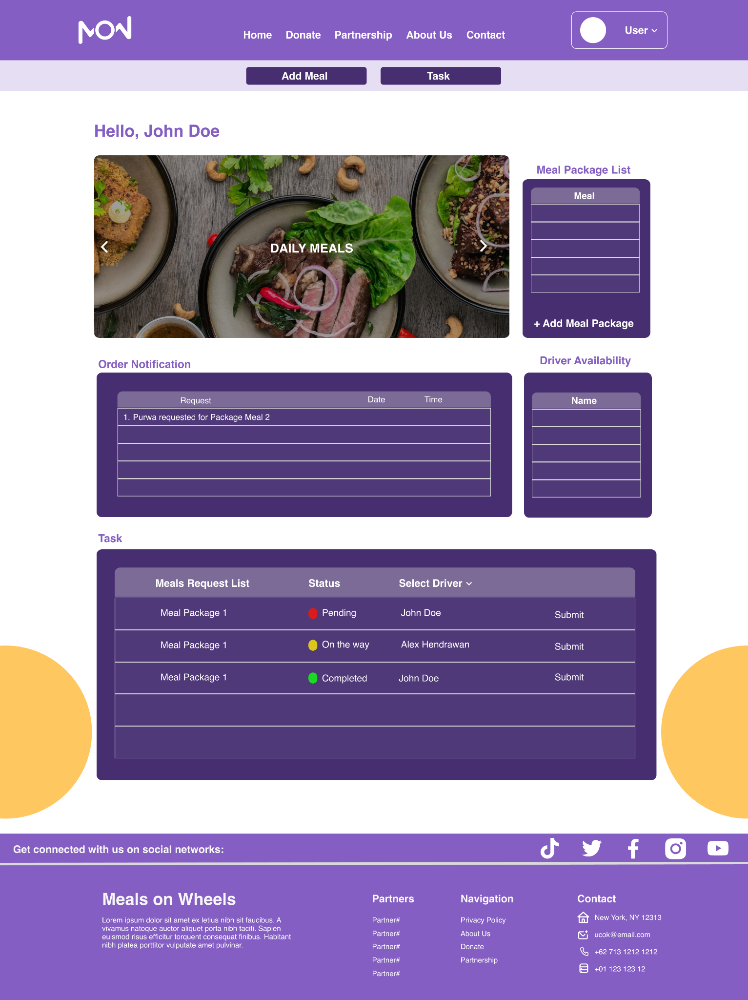 MOW
Home Donate Partnership About Us Contact
User
Add Meal Task
Hello, John Doe
DAILY MEALS
Meal Package List
Meal
+ Add Meal Package
Order Notification
Request Date Time
1. Purwa requested for Package Meal 2
Driver Availability
Name
Task
Meals Request List Status Select Driver
Meal Package 1 Pending John Doe Submit
Meal Package 1 On the way Alex Hendrawan Submit
Meal Package 1 Completed John Doe Submit
Get connected with us on social networks:
Meals on Wheels
Lorem ipsum dolor sit amet ex letius nibh sit faucibus. A
vivamus natoque auctor aliquet porta nibh taciti. Sapien
euismod risus efficitur torquent consequat finibus. Habitant
nibh platea porttitor vulputate amet pulvinar.
Partners
Partner#
Partner#
Partner#
Partner#
Partner#
Navigation
Privacy Policy
About Us
Donate
Partnership
Contact
New York, NY 12313
ucok@email.com
+62 713 1212 1212
+01 123 123 12